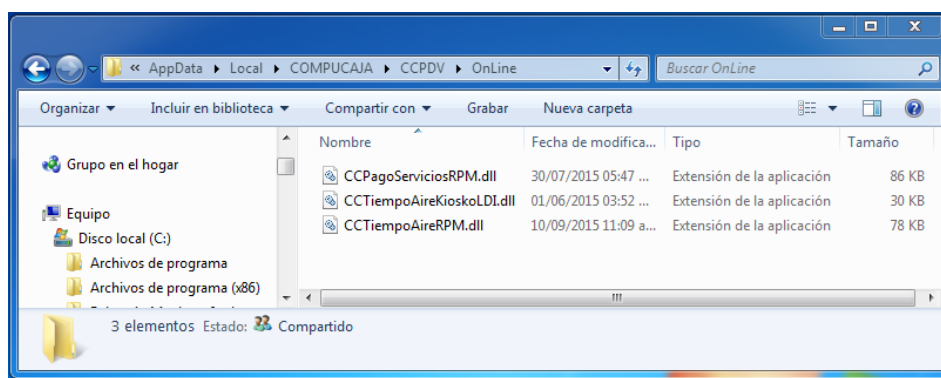 « AppData ▸ Local ▸ COMPUCAJA ▸ CCPDV ▸ OnLine Buscar OnLine
Organizar Incluir en biblioteca Compartir con Grabar Nueva carpeta
Nombre Fecha de modifica... Tipo Tamaño
Grupo en el hogar
CCPagoServiciosRPM.dll 30/07/2015 05:47 ... Extensión de la aplicación 86 KB
CCTiempoAireKioskoLDI.dll 01/06/2015 03:52 ... Extensión de la aplicación 30 KB
Equipo
CCTiempoAireRPM.dll 10/09/2015 11:09 a... Extensión de la aplicación 78 KB
Disco local (C:)
Archivos de programa
Archivos de programa (x86)
3 elementos Estado: Compartido